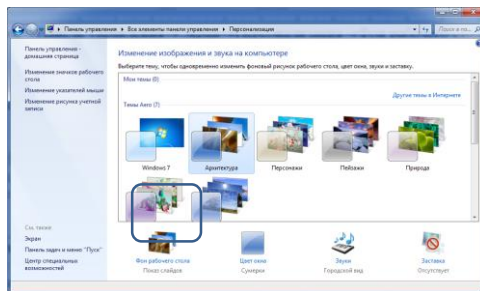 Панель управления ▸ Все элементы панели управления ▸ Персонализация
Поиск в па...
Панель управления -
домашняя страница
Изменение значков рабочего
стола
Изменение указателей мыши
Изменение рисунка учетной
записи
См. также
Экран
Панель задач и меню "Пуск"
Центр специальных
возможностей
Изменение изображения и звука на компьютере
Выберите тему, чтобы одновременно изменить фоновый рисунок рабочего стола, цвет окна, звуки и заставку.
Мои темы (0)
Другие темы в Интернете
Темы Aero (7)
Windows 7
Архитектура
Персонажи
Пейзажи
Природа
Фон рабочего стола
Показ слайдов
Цвет окна
Сумерки
Звуки
Городской вид
Заставка
Отсутствует